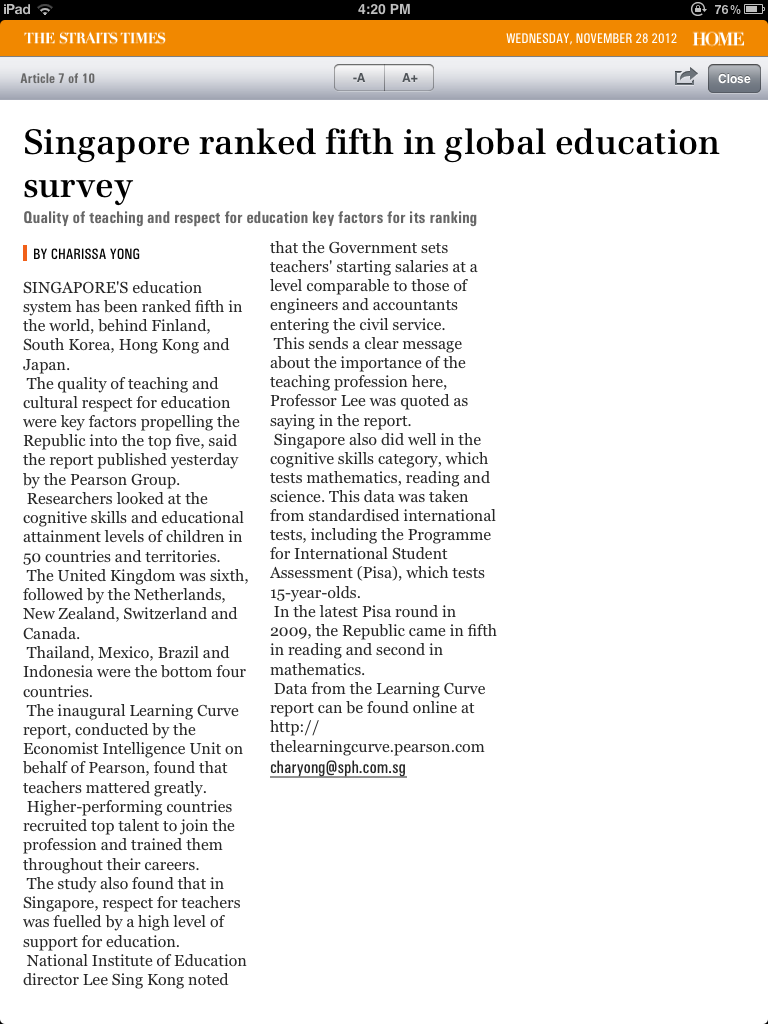 iPad
4:20 PM
76%
THE STRAITS TIMES
WEDNESDAY, NOVEMBER 28 2012
HOME
Article 7 of 10
-A
A+
Close
Singapore ranked fifth in global education
survey
Quality of teaching and respect for education key factors for its ranking
BY CHARISSA YONG
SINGAPORE'S education
system has been ranked fifth in
the world, behind Finland,
South Korea, Hong Kong and
Japan.
The quality of teaching and
cultural respect for education
were key factors propelling the
Republic into the top five, said
the report published yesterday
by the Pearson Group.
Researchers looked at the
cognitive skills and educational
attainment levels of children in
50 countries and territories.
The United Kingdom was sixth,
followed by the Netherlands,
New Zealand, Switzerland and
Canada.
Thailand, Mexico, Brazil and
Indonesia were the bottom four
countries.
The inaugural Learning Curve
report, conducted by the
Economist Intelligence Unit on
behalf of Pearson, found that
teachers mattered greatly.
Higher-performing countries
recruited top talent to join the
profession and trained them
throughout their careers.
The study also found that in
Singapore, respect for teachers
was fuelled by a high level of
support for education.
National Institute of Education
director Lee Sing Kong noted
that the Government sets
teachers' starting salaries at a
level comparable to those of
engineers and accountants
entering the civil service.
This sends a clear message
about the importance of the
teaching profession here,
Professor Lee was quoted as
saying in the report.
Singapore also did well in the
cognitive skills category, which
tests mathematics, reading and
science. This data was taken
from standardised international
tests, including the Programme
for International Student
Assessment (Pisa), which tests
15-year-olds.
In the latest Pisa round in
2009, the Republic came in fifth
in reading and second in
mathematics.
Data from the Learning Curve
report can be found online at
http://
thelearningcurve.pearson.com
charyong@sph.com.sg